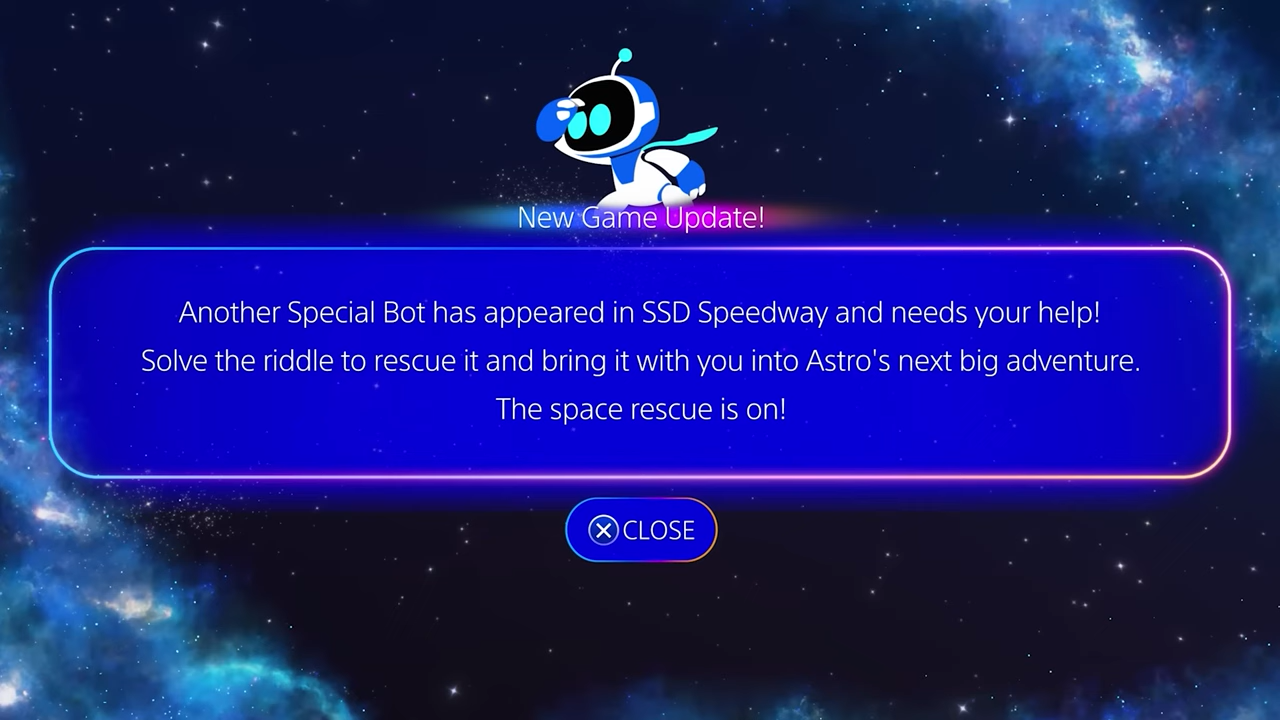 New Game Update!
Another Special Bot has appeared in SSD Speedway and needs your help!
Solve the riddle to rescue it and bring it with you into Astro's next big adventure.
The space rescue is on!
CLOSE